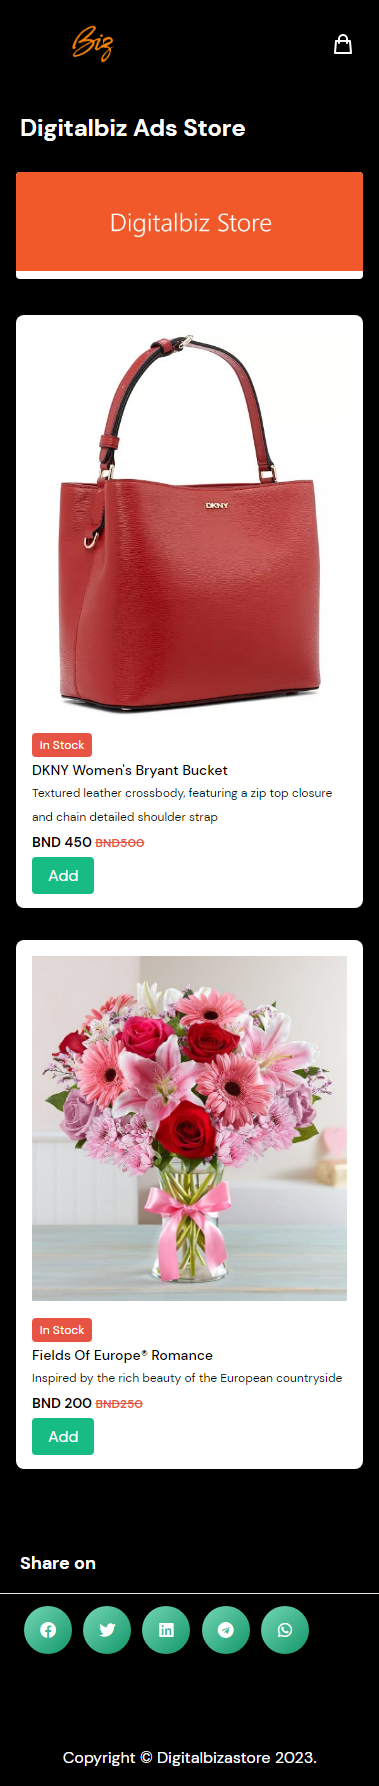 Biz
Digitalbiz Ads Store
Digitalbiz Store
DKNY
In Stock
DKNY Women's Bryant Bucket
Textured leather crossbody, featuring a zip top closure
and chain detailed shoulder strap
BND 450 BND500
Add
In Stock
Fields Of Europe® Romance
Inspired by the rich beauty of the European countryside
BND 200 BND250
Add
Share on
Copyright © Digitalbizastore 2023.